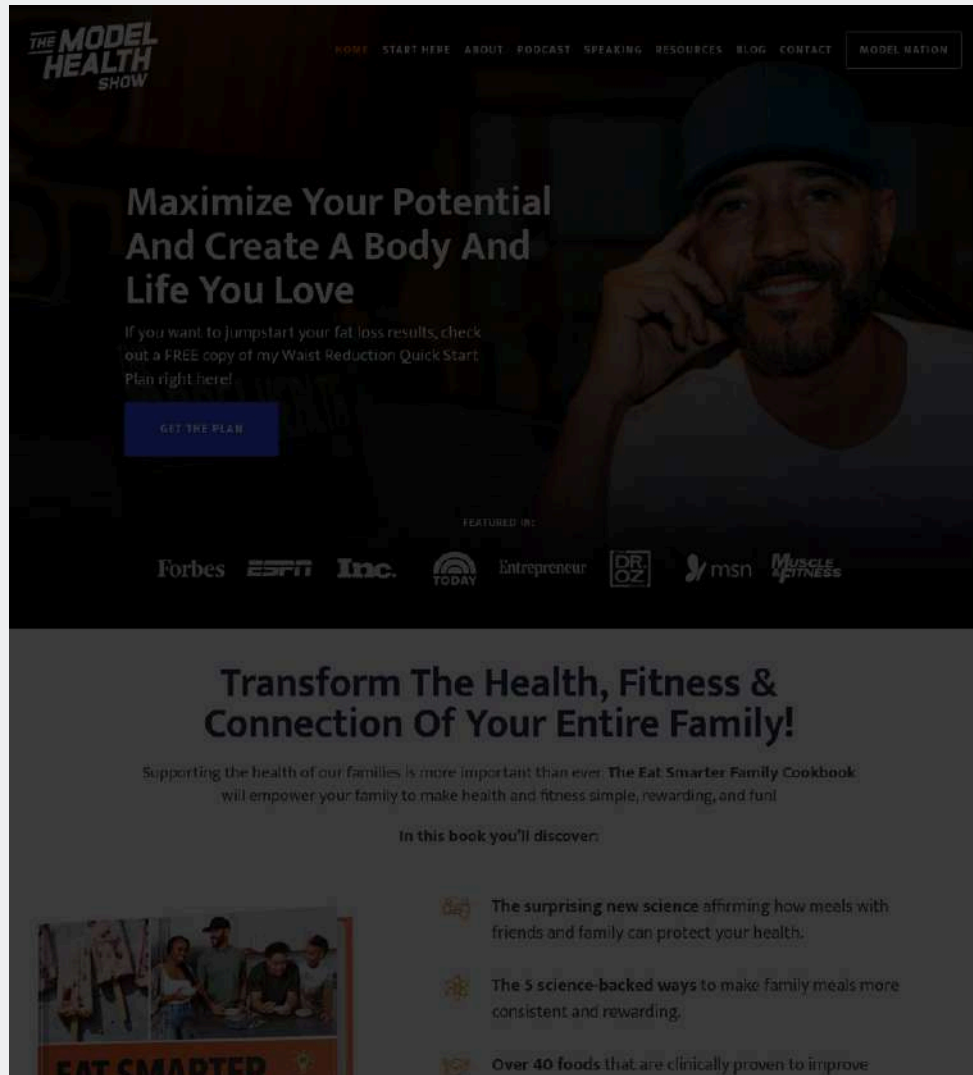 THE MODEL
HEALTH
SHOW
HOME START HERE ABOUT PODCAST SPEAKING RESOURCES BLOG CONTACT MODEL NATION
Maximize Your Potential
And Create A Body And
Life You Love
If you want to jumpstart your fat loss results, check
out a FREE copy of my Waist Reduction Quick Start
Plan right here!
GET THE PLAN
FEATURED IN:
Forbes ESPN Inc. TODAY Entrepreneur DR. OZ msn MUSCLE & FITNESS
Transform The Health, Fitness &
Connection Of Your Entire Family!
Supporting the health of our families is more important than ever. The Eat Smarter Family Cookbook
will empower your family to make health and fitness simple, rewarding, and fun!
In this book you'll discover:
The surprising new science affirming how meals with
friends and family can protect your health.
The 5 science-backed ways to make family meals more
consistent and rewarding.
Over 40 foods that are clinically proven to improve
EAT SMARTER